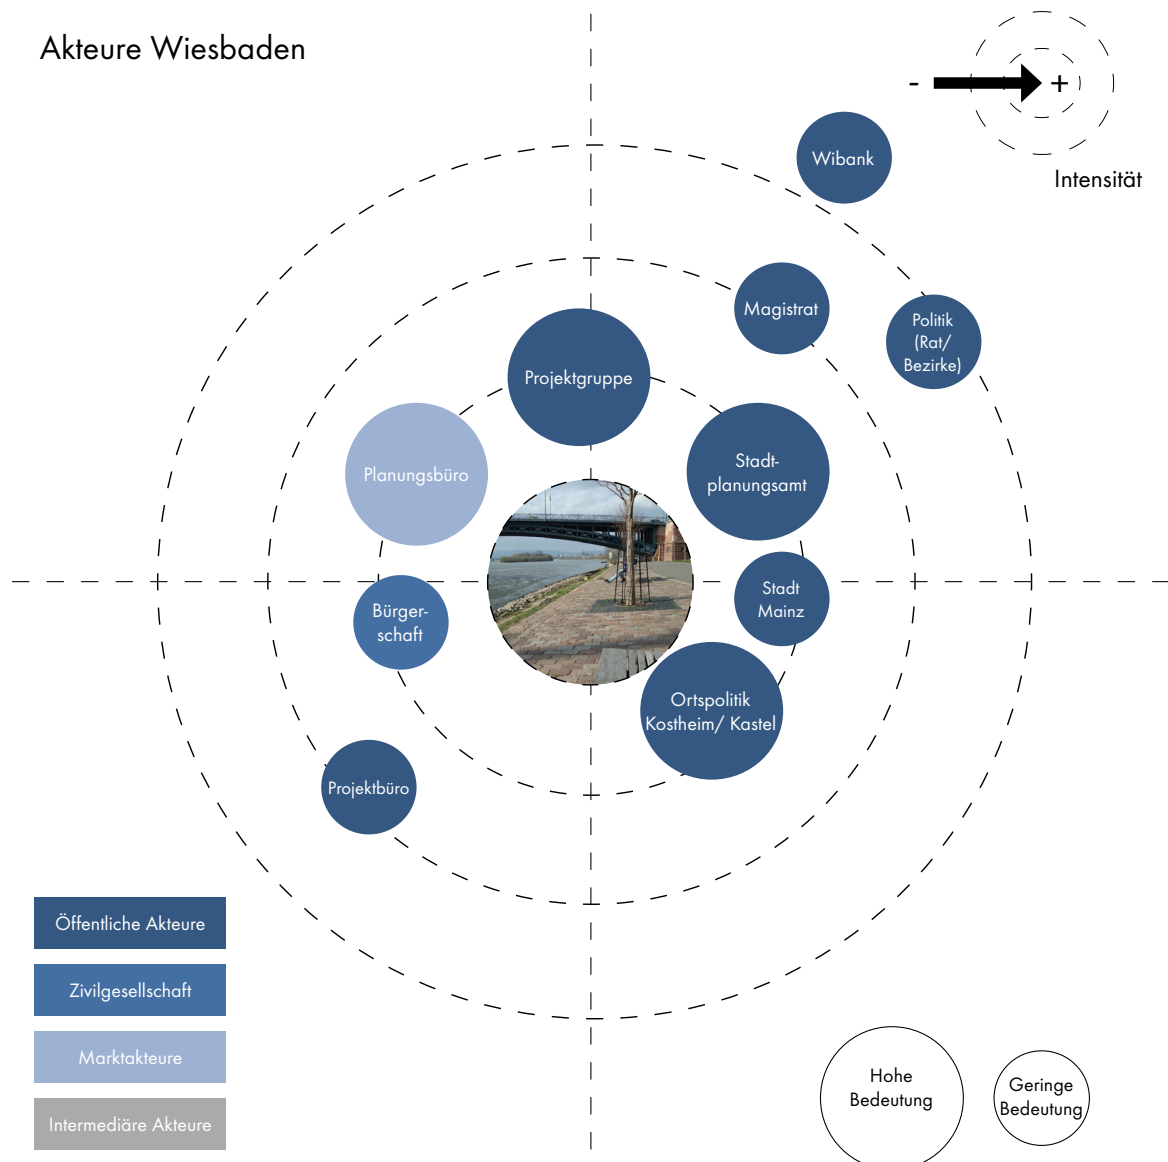 Akteure Wiesbaden
- +
Intensität
Wibank
Magistrat
Politik
(Rat/
Bezirke)
Projektgruppe
Planungsbüro
Stadt-
planungsamt
Stadt
Mainz
Bürger-
schaft
Ortspolitik
Kostheim/ Kastel
Projektbüro
Öffentliche Akteure
Zivilgesellschaft
Marktakteure
Intermediäre Akteure
Hohe
Bedeutung
Geringe
Bedeutung